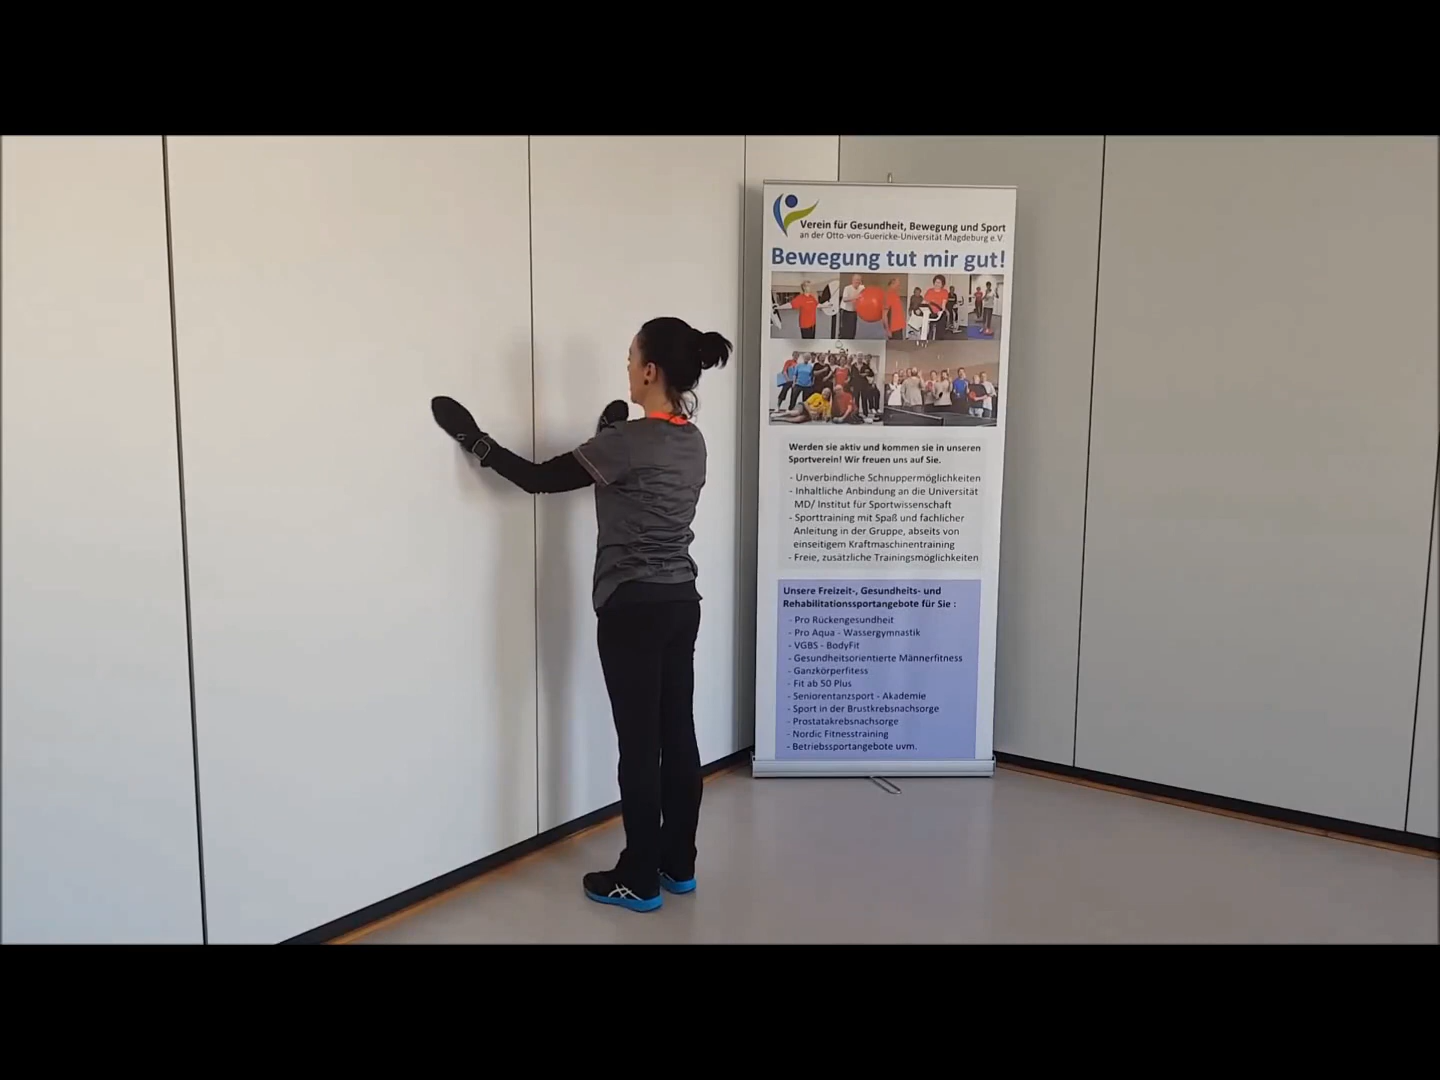 Verein für Gesundheit, Bewegung und Sport
an der Otto-von-Guericke-Universität Magdeburg e.V
Bewegung tut mir gut!
Werden sie aktiv und kommen sie in unseren
Sportverein! Wir freuen uns auf Sie.
- Unverbindliche Schnuppermöglichkeiten
- Inhaltliche Anbindung an die Universität
MD/ Institut für Sportwissenschaft
- Sporttraining mit Spaß und fachlicher
Anleitung in der Gruppe, abseits von
einseitigem Kraftmaschinentraining
- Freie, zusätzliche Trainingsmöglichkeiten
Unsere Freizeit-, Gesundheits- und
Rehabilitationssportangebote für Sie :
- Pro Rückengesundheit
- Pro Aqua - Wassergymnastik
- VGBS - BodyFit
- Gesundheitsorientierte Männerfitness
- Ganzkörperfitess
- Fit ab 50 Plus
- Seniorentanzsport - Akademie
- Sport in der Brustkrebsnachsorge
- Prostatakrebsnachsorge
- Nordic Fitnesstraining
- Betriebssportangebote uvm.